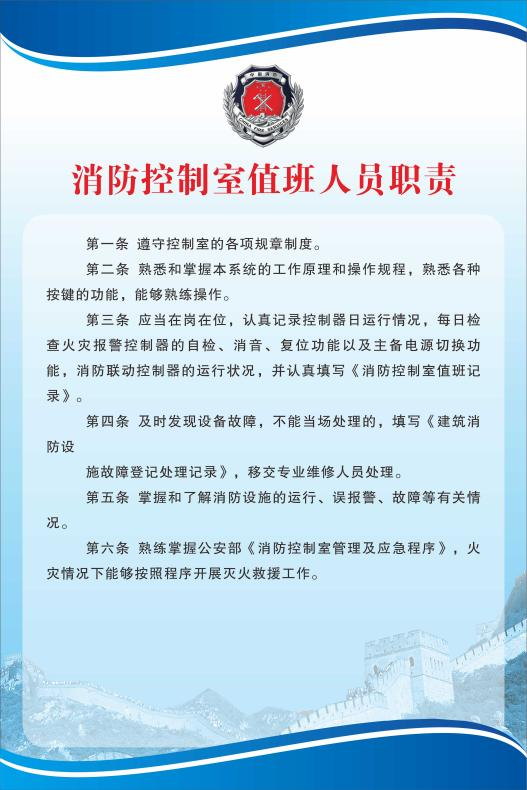 中国消防
CHINA FIRE SERVICES
消防控制室值班人员职责
第一条 遵守控制室的各项规章制度。
第二条 熟悉和掌握本系统的工作原理和操作规程，熟悉各种
按键的功能，能够熟练操作。
第三条 应当在岗在位，认真记录控制器日运行情况，每日检
查火灾报警控制器的自检、消音、复位功能以及主备电源切换功
能，消防联动控制器的运行状况，并认真填写《消防控制室值班记
录》。
第四条 及时发现设备故障，不能当场处理的，填写《建筑消
防设
施故障登记处理记录》，移交专业维修人员处理。
第五条 掌握和了解消防设施的运行、误报警、故障等有关情
况。
第六条 熟练掌握公安部《消防控制室管理及应急程序》，火
灾情况下能够按照程序开展灭火救援工作。